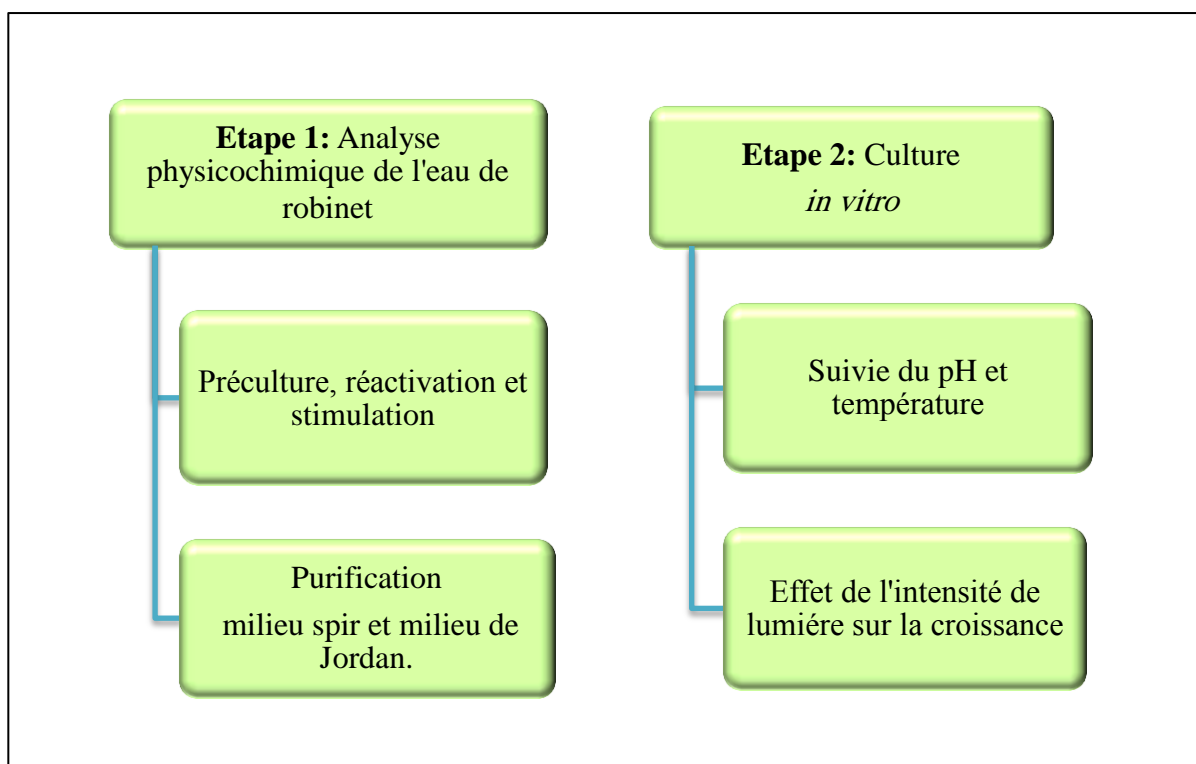 Etape 1: Analyse
physicochimique de l'eau de
robinet
Préculture, réactivation et
stimulation
Purification
milieu spir et milieu de
Jordan.
Etape 2: Culture
in vitro
Suivie du pH et
température
Effet de l'intensité de
lumiére sur la croissance